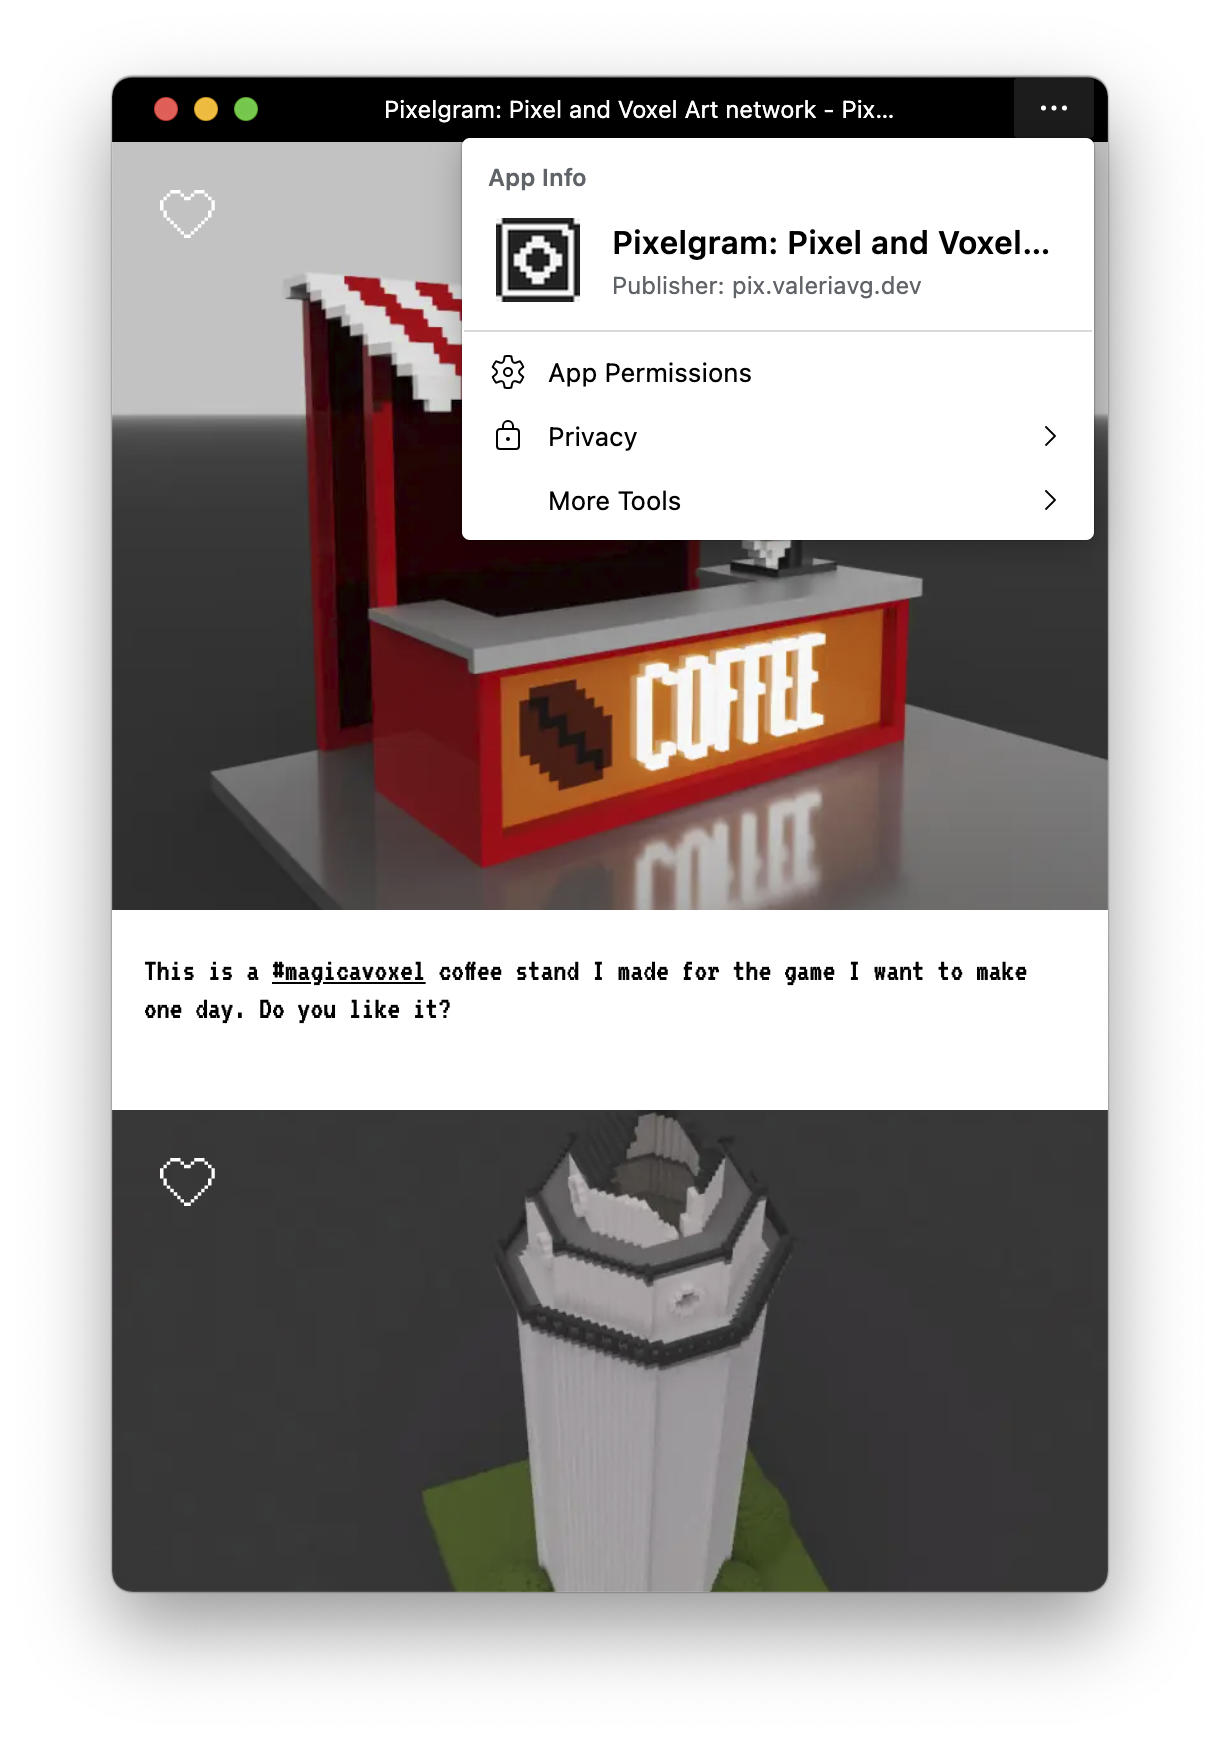 Pixelgram: Pixel and Voxel Art network - Pix...
App Info
Pixelgram: Pixel and Voxel...
Publisher: pix.valeriavg.dev
App Permissions
Privacy
More Tools
COFFEE
This is a #magicavoxel coffee stand I made for the game I want to make
one day. Do you like it?